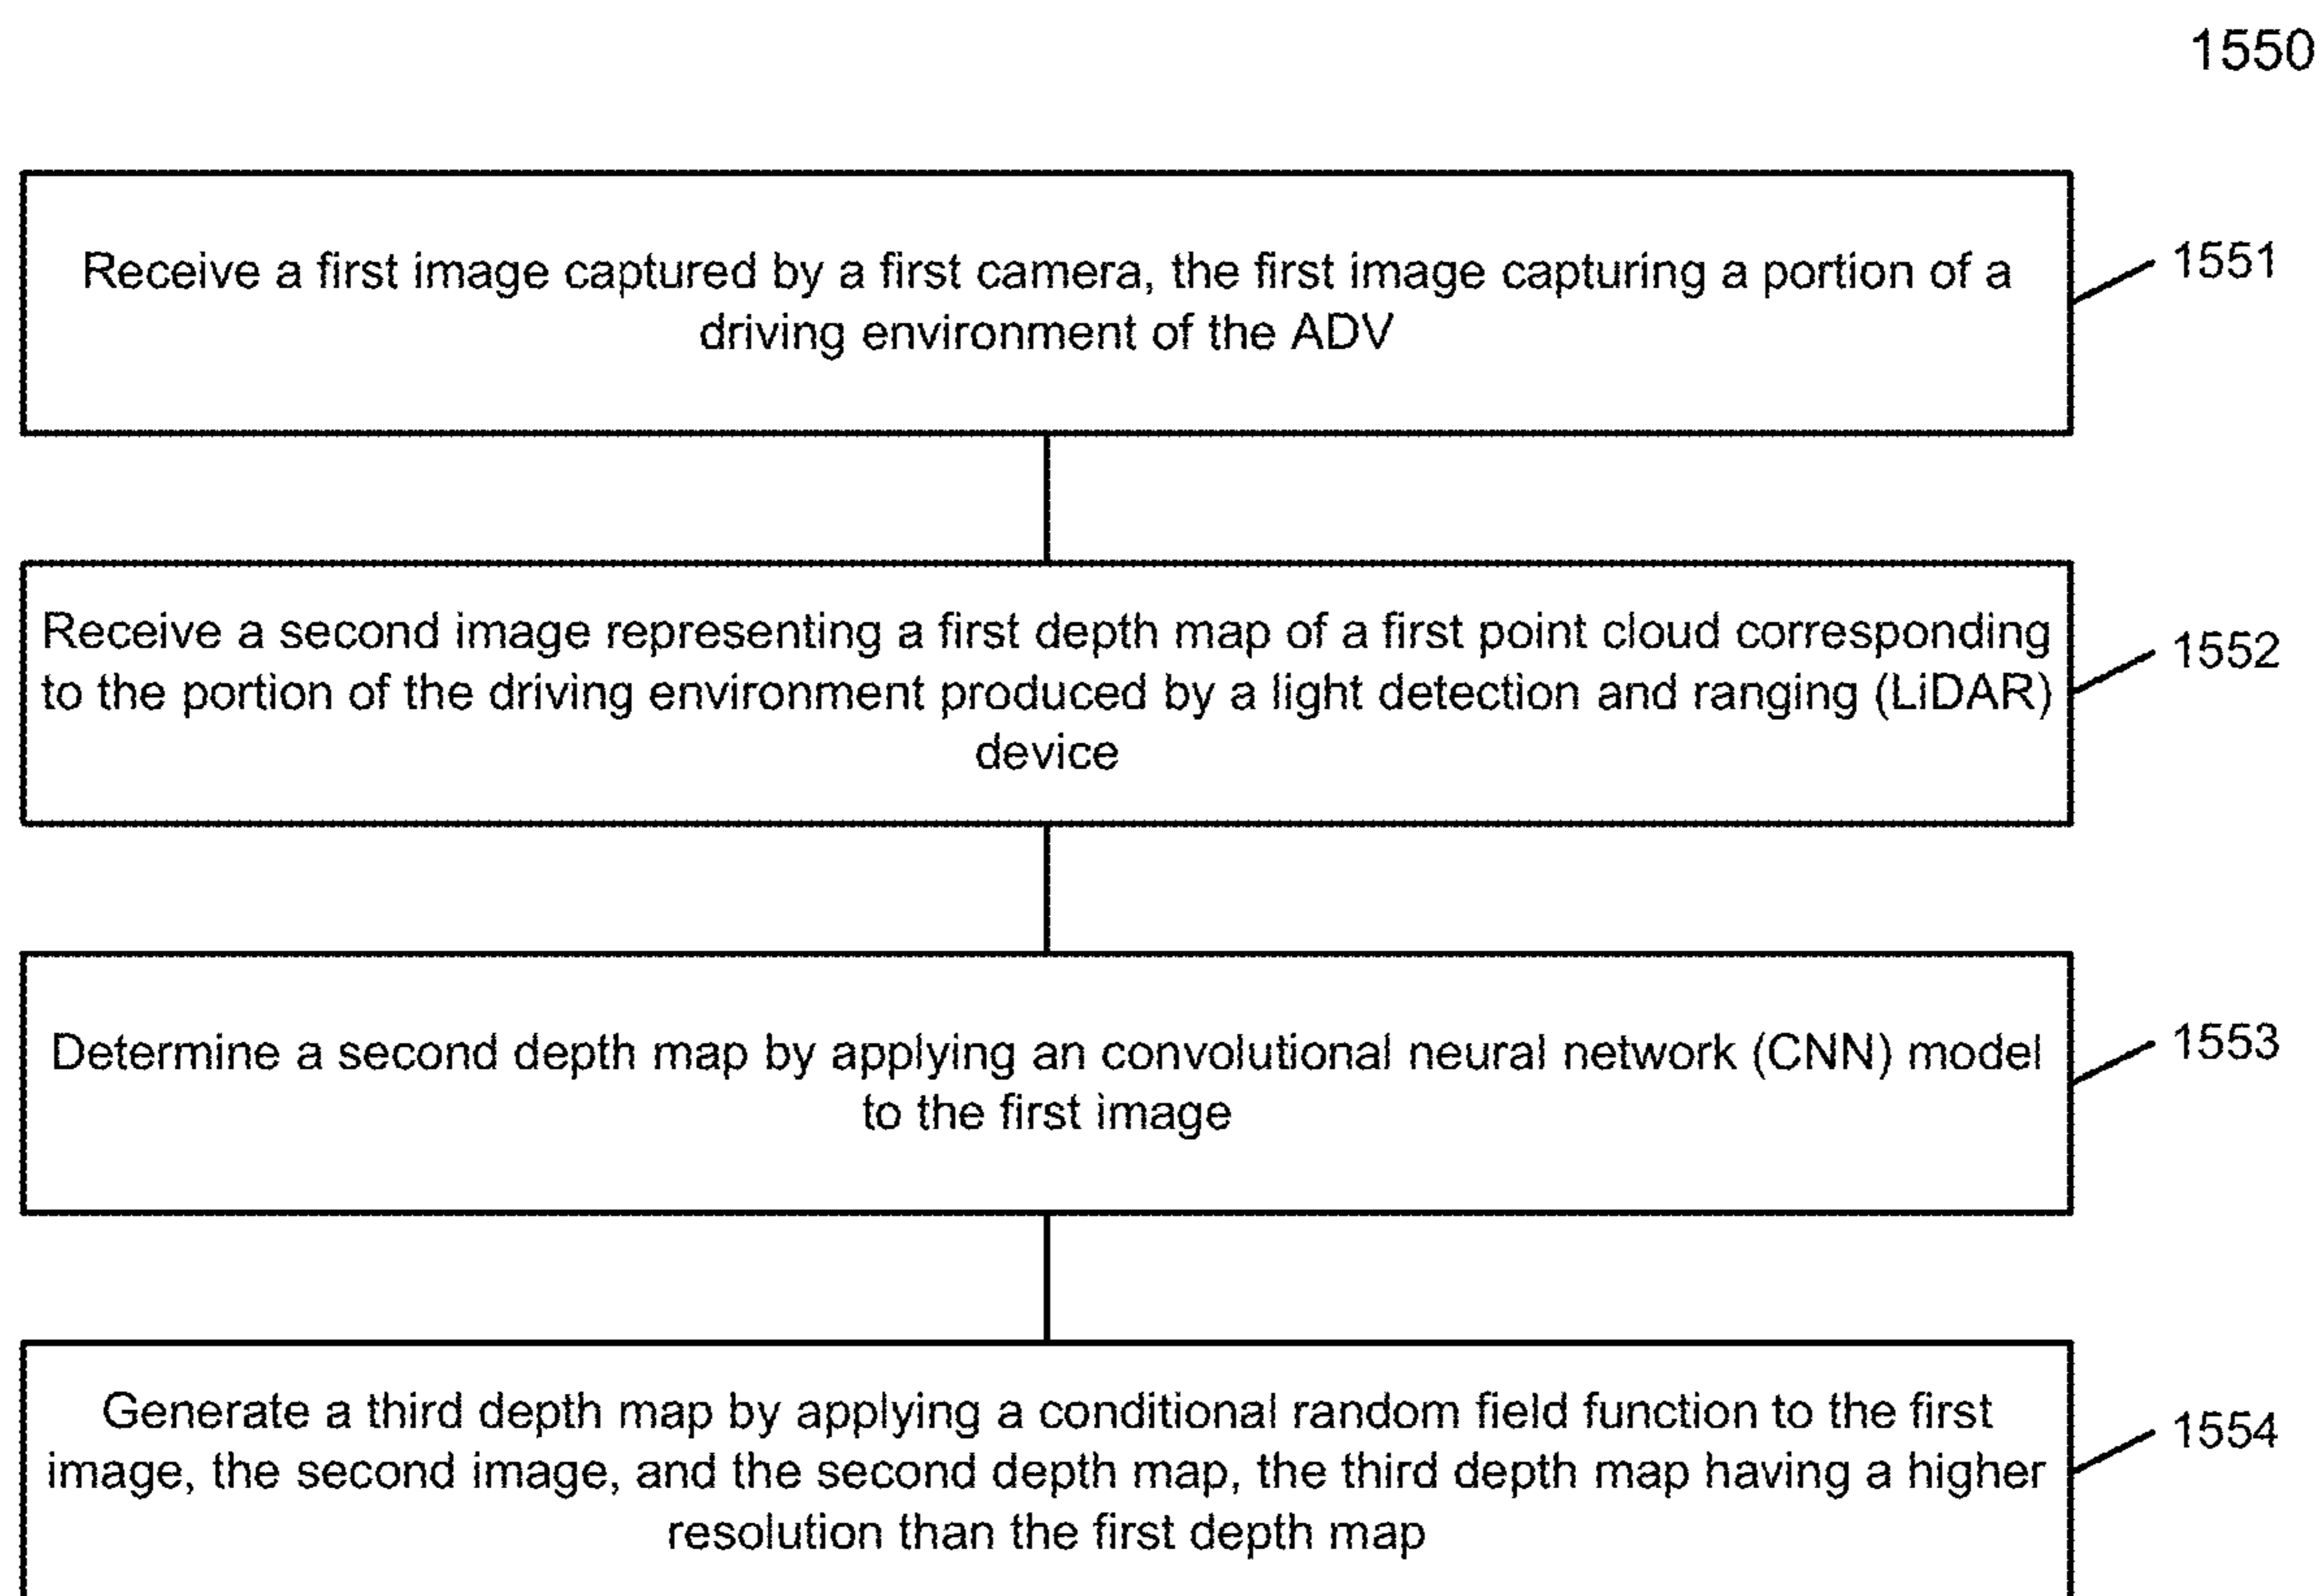 1550
Receive a first image captured by a first camera, the first image capturing a portion of a
driving environment of the ADV
1551
Receive a second image representing a first depth map of a first point cloud corresponding
to the portion of the driving environment produced by a light detection and ranging (LiDAR)
device
1552
Determine a second depth map by applying an convolutional neural network (CNN) model
to the first image
1553
Generate a third depth map by applying a conditional random field function to the first
image, the second image, and the second depth map, the third depth map having a higher
resolution than the first depth map
1554